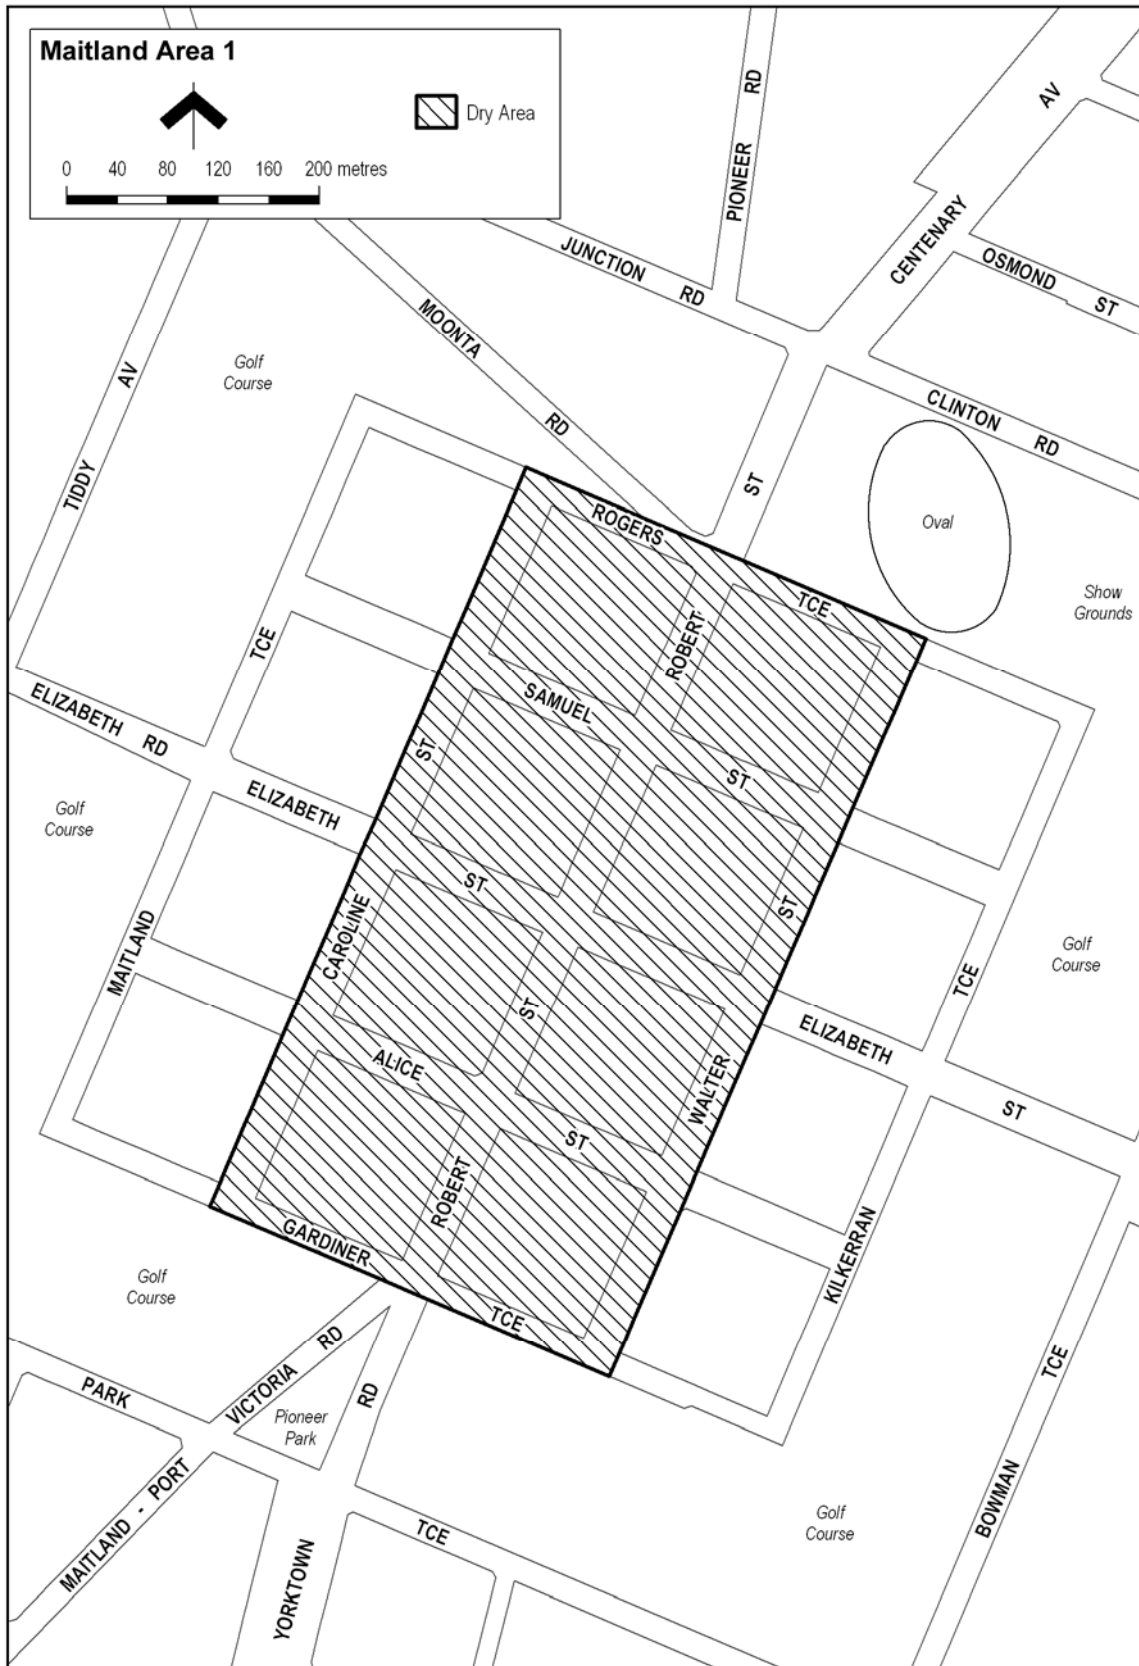 Maitland Area 1
Dry Area
0 40 80 120 160 200 metres
PIONEER RD
AV
CENTENARY
OSMOND ST
JUNCTION RD
MOONTA RD
Golf
Course
AV
TIDDY
CLINTON RD
ST
Oval
Show
Grounds
ROGERS TCE
ROBERT
TCE
SAMUEL ST
ELIZABETH RD
ST
ELIZABETH
Golf
Course
ST
ST
CAROLINE
MAITLAND
ST
Golf
Course
TCE
ELIZABETH ST
WALTER
ALICE ST
ROBERT
KILKERRAN
GARDINER TCE
Golf
Course
VICTORIA RD
RD
PARK
Pioneer
Park
TCE
BOWMAN
MAITLAND - PORT
YORKTOWN
TCE
Golf
Course